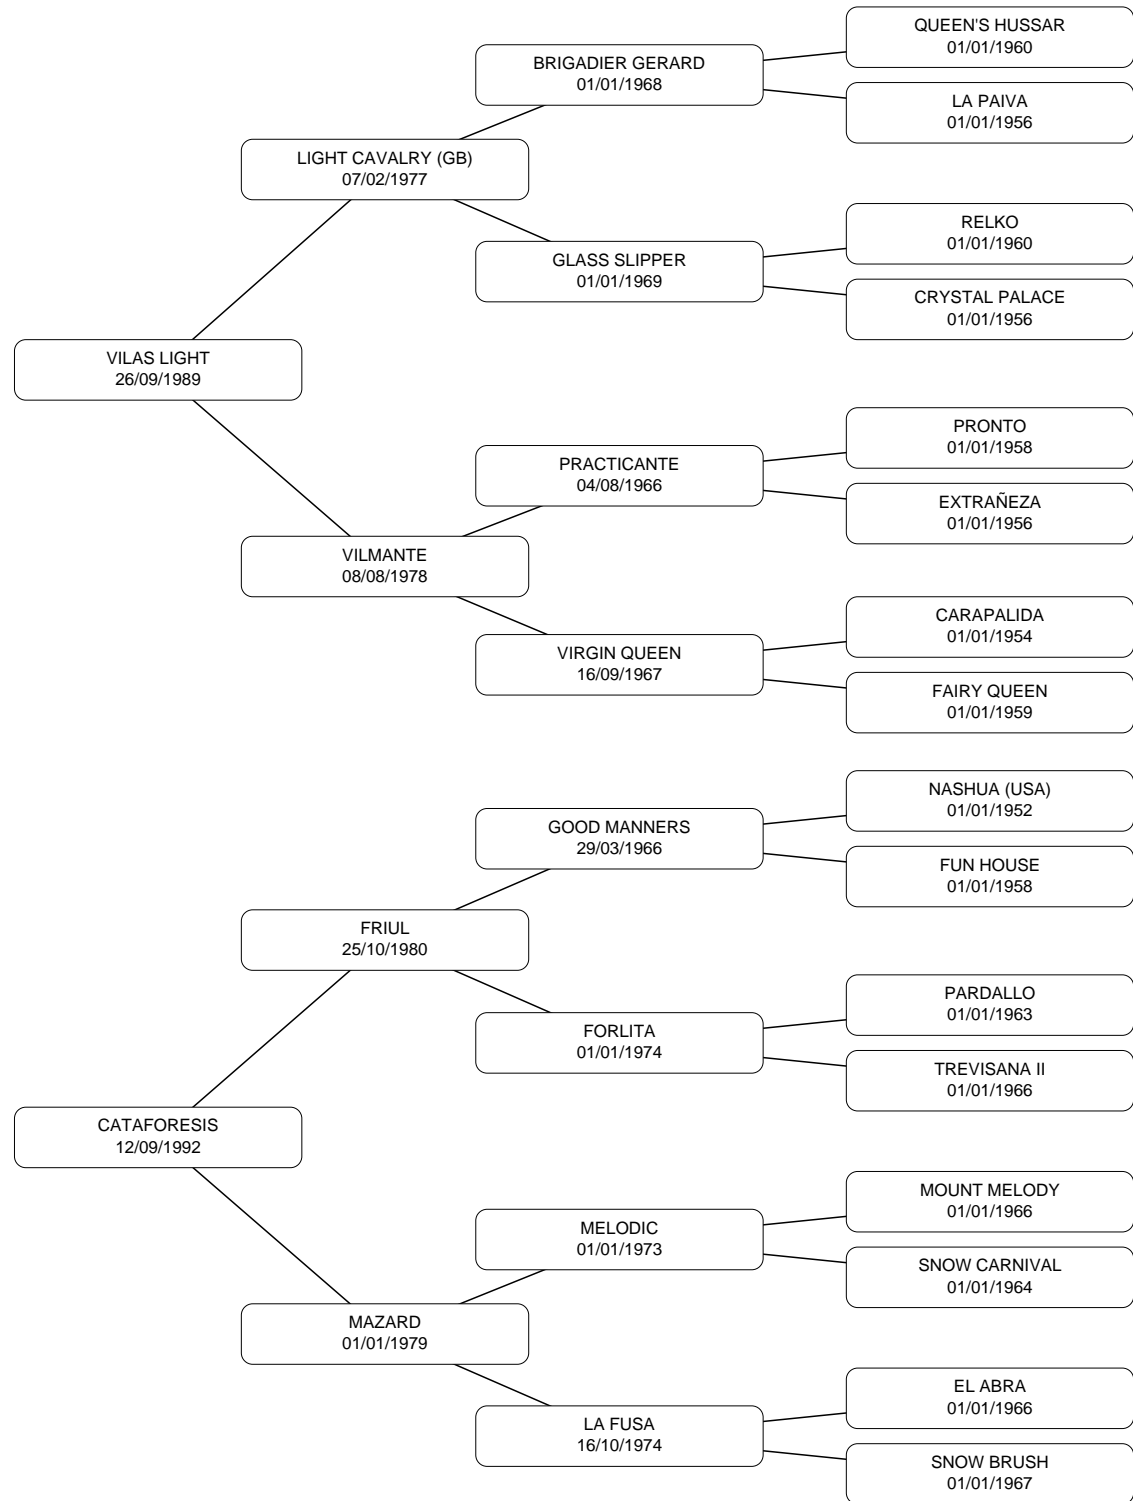 QUEEN'S HUSSAR
01/01/1960
BRIGADIER GERARD
01/01/1968
LA PAIVA
01/01/1956
LIGHT CAVALRY (GB)
07/02/1977
RELKO
01/01/1960
GLASS SLIPPER
01/01/1969
CRYSTAL PALACE
01/01/1956
VILAS LIGHT
26/09/1989
PRONTO
01/01/1958
PRACTICANTE
04/08/1966
EXTRAÑEZA
01/01/1956
VILMANTE
08/08/1978
CARAPALIDA
01/01/1954
VIRGIN QUEEN
16/09/1967
FAIRY QUEEN
01/01/1959
NASHUA (USA)
01/01/1952
GOOD MANNERS
29/03/1966
FUN HOUSE
01/01/1958
FRIUL
25/10/1980
PARDALLO
01/01/1963
FORLITA
01/01/1974
TREVISANA II
01/01/1966
CATAFORESIS
12/09/1992
MOUNT MELODY
01/01/1966
MELODIC
01/01/1973
SNOW CARNIVAL
01/01/1964
MAZARD
01/01/1979
EL ABRA
01/01/1966
LA FUSA
16/10/1974
SNOW BRUSH
01/01/1967